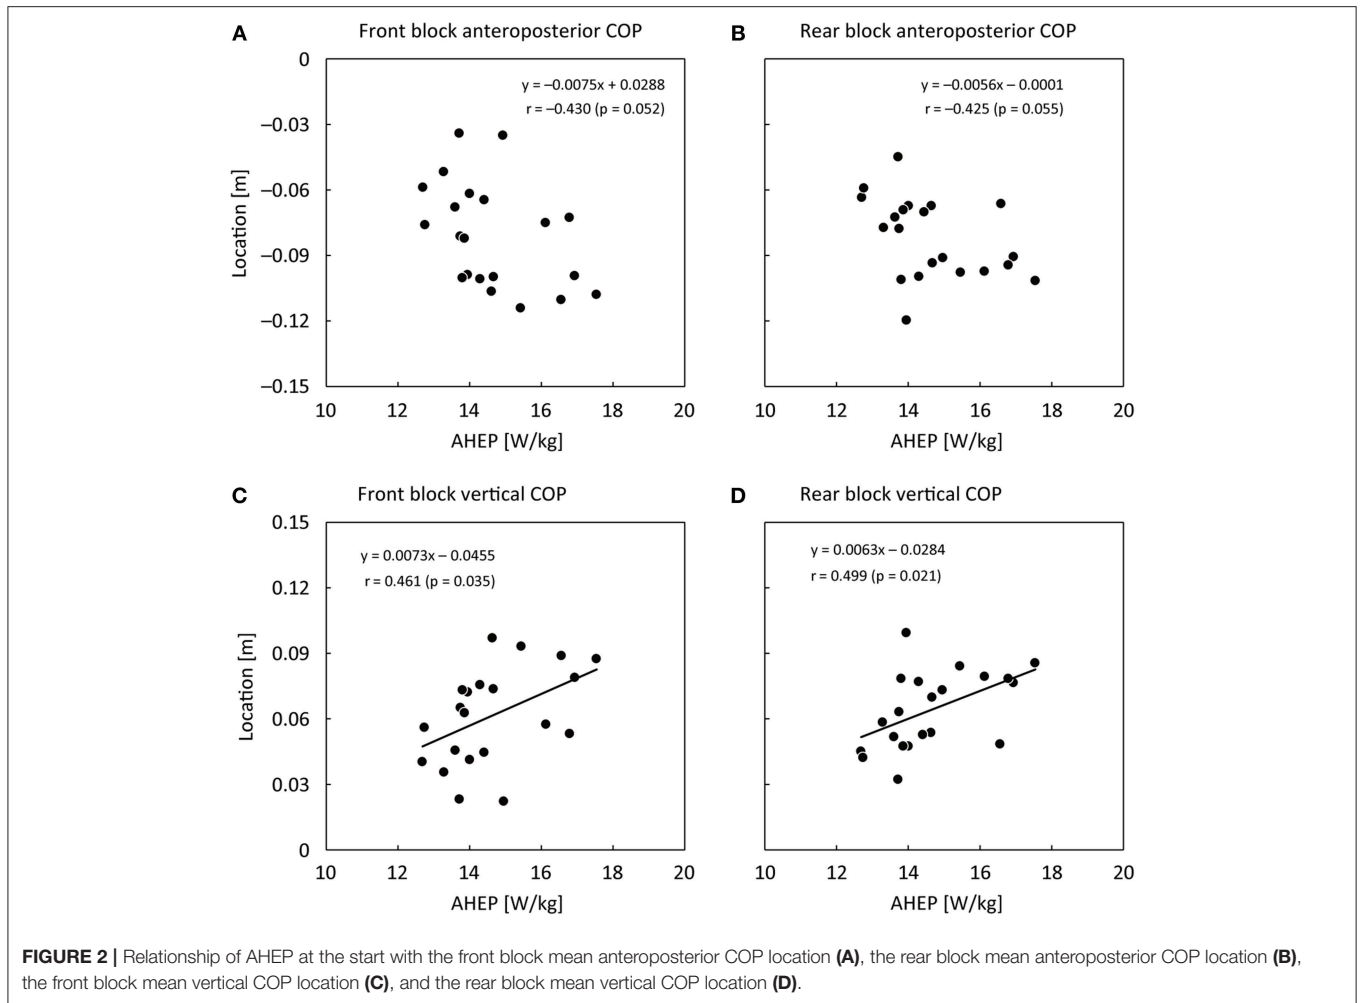 A Front block anteroposterior COP
0
–0.03
–0.06
–0.09
–0.12
–0.15
Location [m]
y = –0.0075x + 0.0288
r = –0.430 (p = 0.052)
10 12 14 16 18 20
AHEP [W/kg]
B Rear block anteroposterior COP
y = –0.0056x – 0.0001
r = –0.425 (p = 0.055)
10 12 14 16 18 20
AHEP [W/kg]
C Front block vertical COP
0.15
0.12
0.09
0.06
0.03
0
Location [m]
y = 0.0073x – 0.0455
r = 0.461 (p = 0.035)
10 12 14 16 18 20
AHEP [W/kg]
D Rear block vertical COP
y = 0.0063x – 0.0284
r = 0.499 (p = 0.021)
10 12 14 16 18 20
AHEP [W/kg]
FIGURE 2 | Relationship of AHEP at the start with the front block mean anteroposterior COP location (A), the rear block mean anteroposterior COP location (B),
the front block mean vertical COP location (C), and the rear block mean vertical COP location (D).